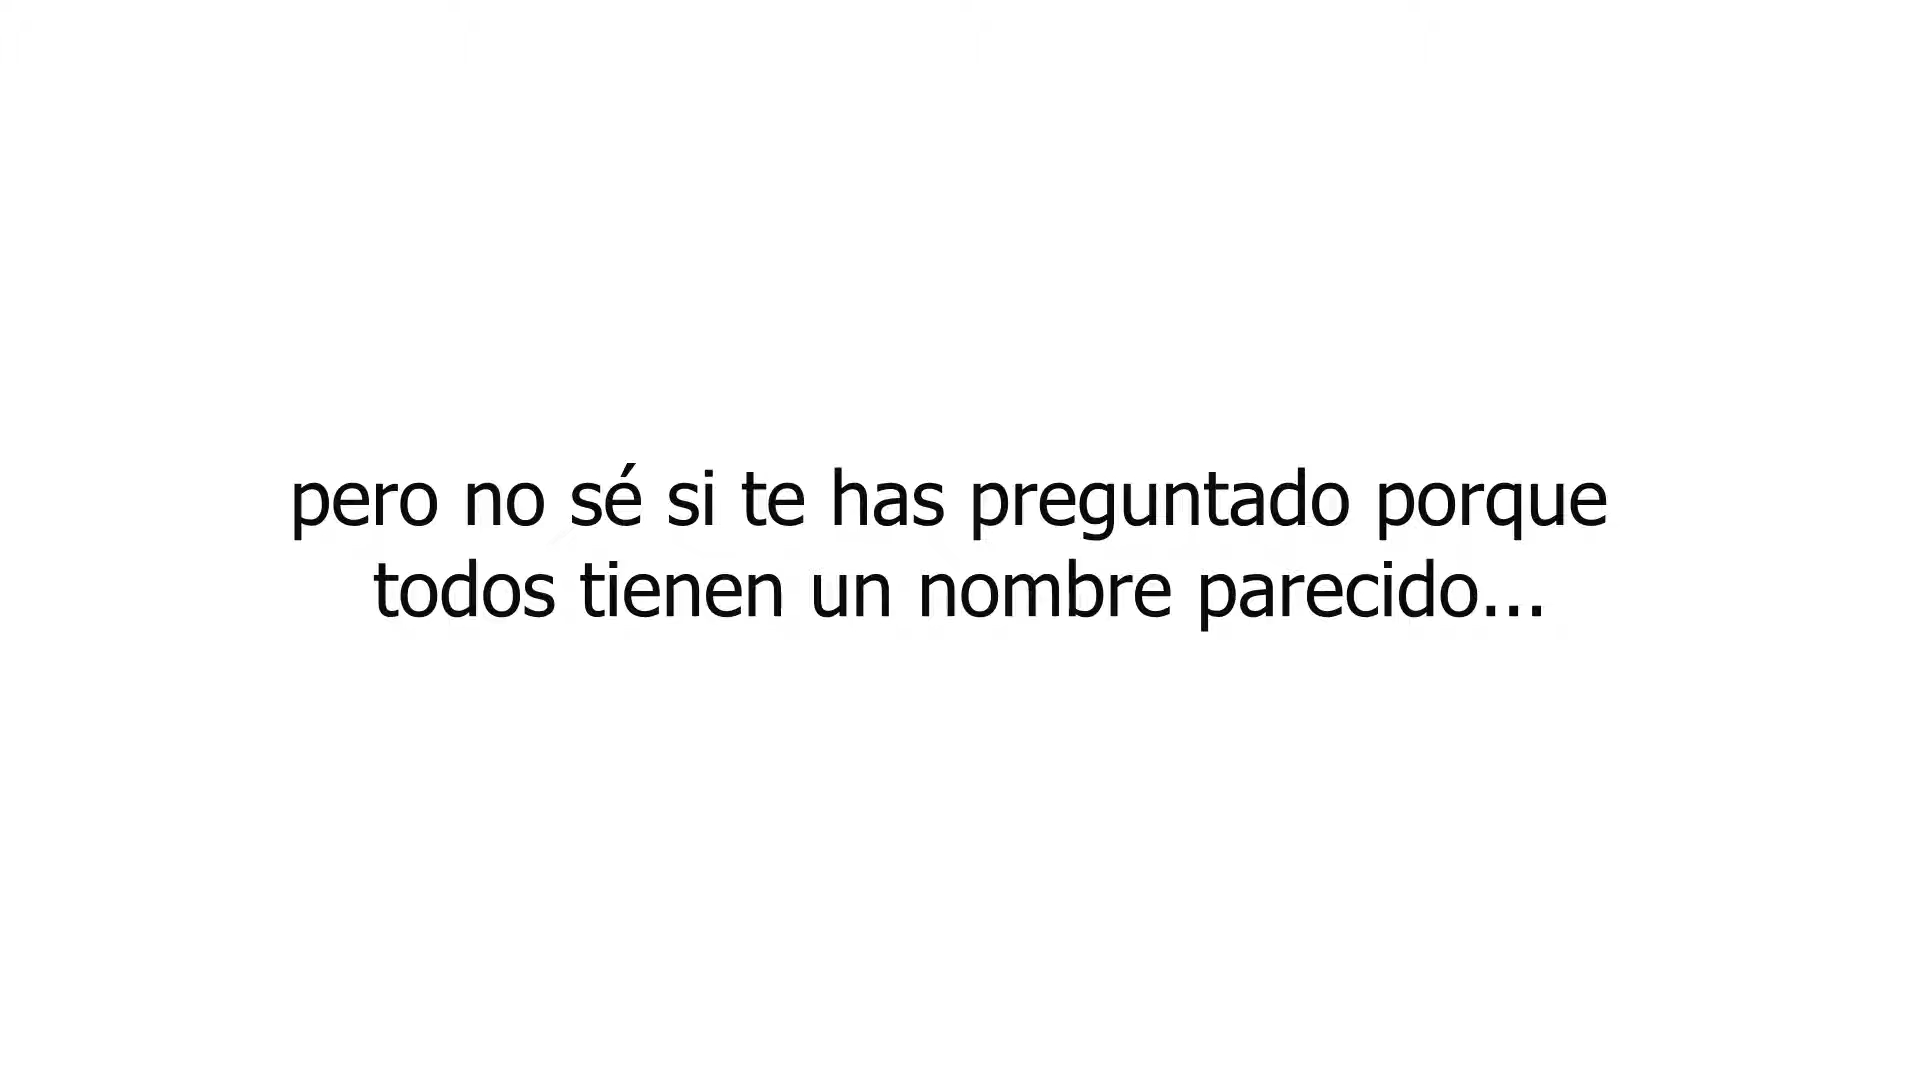 pero no sé si te has preguntado porque
todos tienen un nombre parecido...